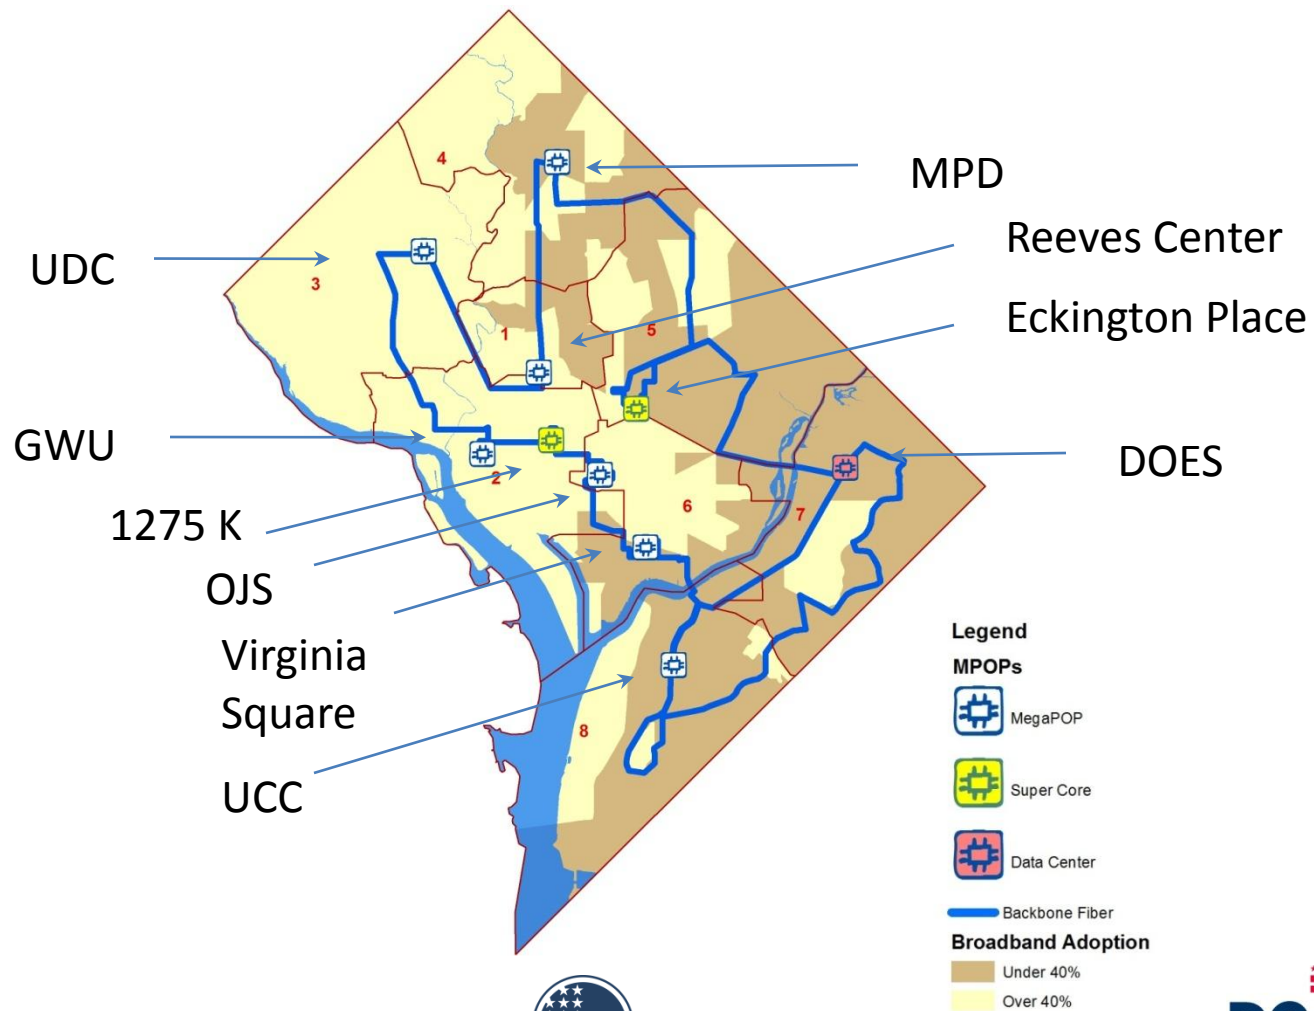 4
MPD
Reeves Center
UDC
3
1
5
Eckington Place
GWU
2
DOES
1275 K
6
7
OJS
Virginia
Square
8
UCC
Legend
MPOPs
MegaPOP
Super Core
Data Center
Backbone Fiber
Broadband Adoption
Under 40%
Over 40%